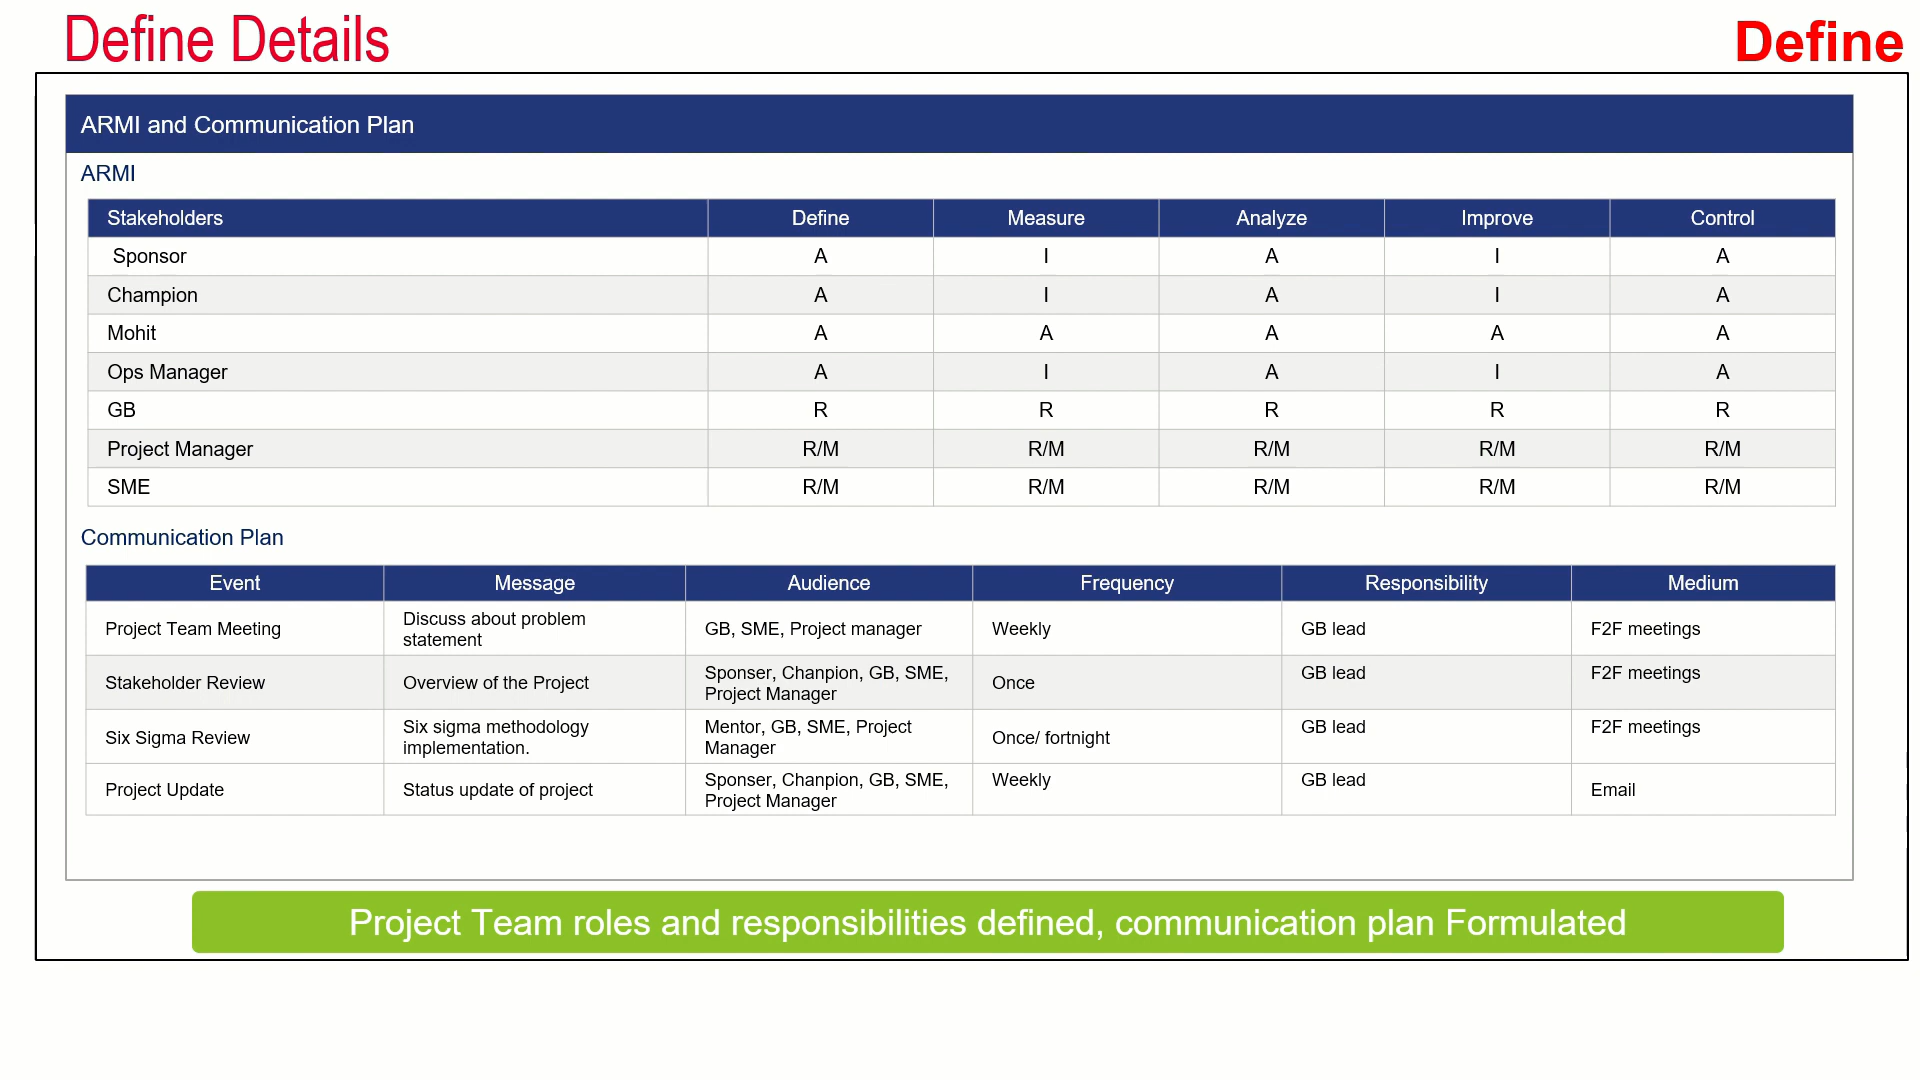 Define Details
Define
ARMI and Communication Plan
ARMI
Stakeholders Define Measure Analyze Improve Control
Sponsor A I A I A
Champion A I A I A
Mohit A A A A A
Ops Manager A I A I A
GB R R R R R
Project Manager R/M R/M R/M R/M R/M
SME R/M R/M R/M R/M R/M
Communication Plan
Event Message Audience Frequency Responsibility Medium
Project Team Meeting Discuss about problem statement GB, SME, Project manager Weekly GB lead F2F meetings
Stakeholder Review Overview of the Project Sponser, Chanpion, GB, SME, Project Manager Once GB lead F2F meetings
Six Sigma Review Six sigma methodology implementation. Mentor, GB, SME, Project Manager Once/ fortnight GB lead F2F meetings
Project Update Status update of project Sponser, Chanpion, GB, SME, Project Manager Weekly GB lead Email
Project Team roles and responsibilities defined, communication plan Formulated